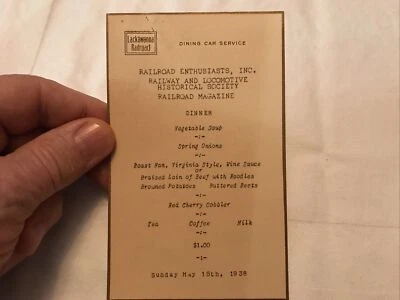 Lackawanna
Railroad
DINING CAR SERVICE
RAILROAD ENTHUSIASTS, INC.
RAILWAY AND LOCOMOTIVE
HISTORICAL SOCIETY
RAILROAD MAGAZINE
DINNER
Vegetable Soup
-:-
Spring Onions
-:-
Roast Ham, Virginia Style, Wine Sauce
or
Braised Loin of Beef with Noodles
Browned Potatoes Buttered Beets
-:-
Red Cherry Cobbler
-:-
Tea Coffee Milk
-:-
$1.00
-:-
Sunday May 15th, 1938